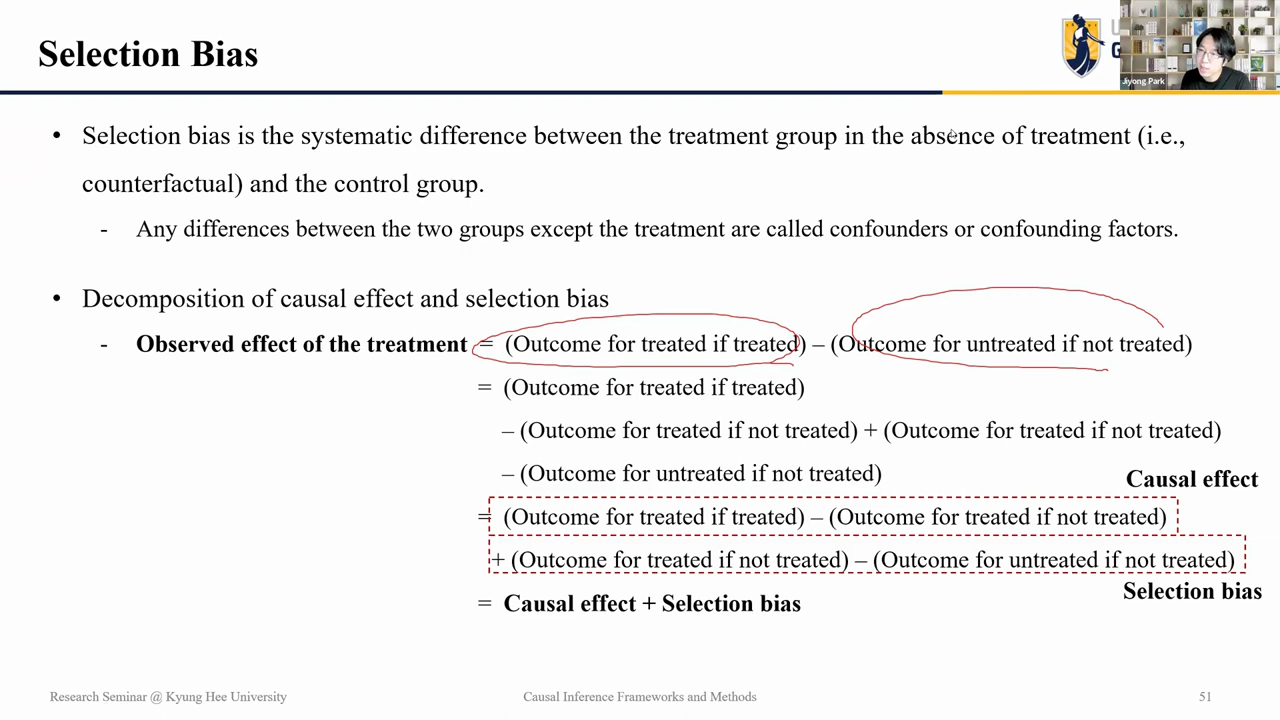 Selection Bias
Jiyong Park
• Selection bias is the systematic difference between the treatment group in the absence of treatment (i.e.,
counterfactual) and the control group.
- Any differences between the two groups except the treatment are called confounders or confounding factors.
• Decomposition of causal effect and selection bias
- Observed effect of the treatment = (Outcome for treated if treated) – (Outcome for untreated if not treated)
= (Outcome for treated if treated)
– (Outcome for treated if not treated) + (Outcome for treated if not treated)
– (Outcome for untreated if not treated)
Causal effect
= (Outcome for treated if treated) – (Outcome for treated if not treated)
+ (Outcome for treated if not treated) – (Outcome for untreated if not treated)
Selection bias
= Causal effect + Selection bias
Research Seminar @ Kyung Hee University
Causal Inference Frameworks and Methods
51